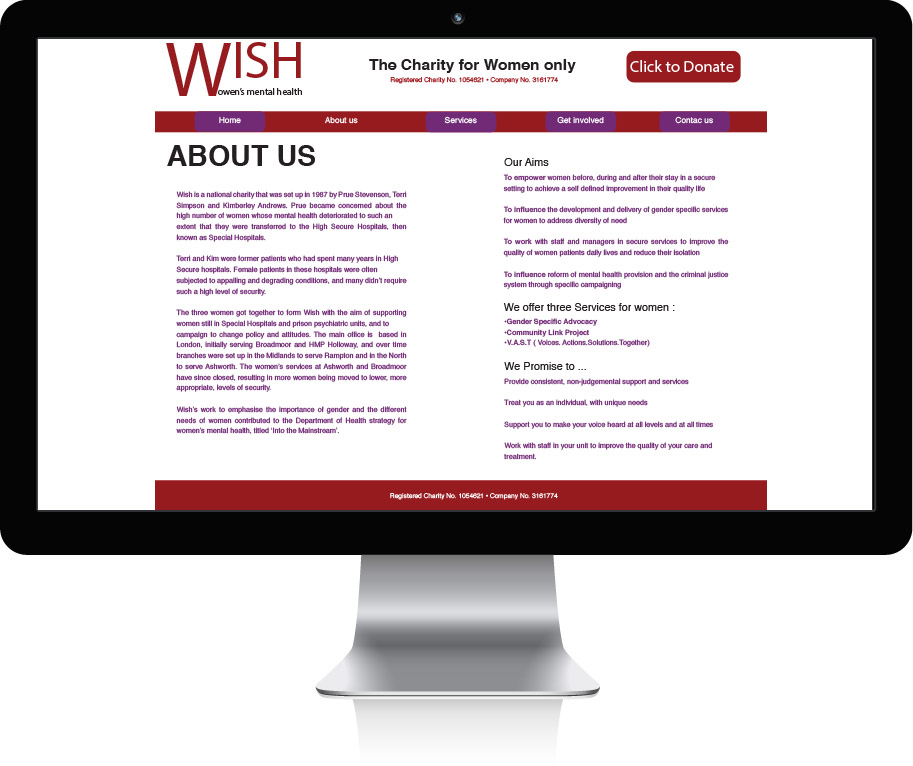 WISH
owen's mental health
The Charity for Women only
Registered Charity No. 1054621 • Company No. 3161774
Click to Donate
Home
About us
Services
Get involved
Contac us
ABOUT US
Wish is a national charity that was set up in 1987 by Prue Stevenson, Terri
Simpson and Kimberley Andrews. Prue became concerned about the
high number of women whose mental health deteriorated to such an
extent that they were transferred to the High Secure Hospitals, then
known as Special Hospitals.
Terri and Kim were former patients who had spent many years in High
Secure hospitals. Female patients in these hospitals were often
subjected to appalling and degrading conditions, and many didn't require
such a high level of security.
The three women got together to form Wish with the aim of supporting
women still in Special Hospitals and prison psychiatric units, and to
campaign to change policy and attitudes. The main office is based in
London, initially serving Broadmoor and HMP Holloway, and over time
branches were set up in the Midlands to serve Rampton and in the North
to serve Ashworth. The women's services at Ashworth and Broadmoor
have since closed, resulting in more women being moved to lower, more
appropriate, levels of security.
Wish's work to emphasise the importance of gender and the different
needs of women contributed to the Department of Health strategy for
women's mental health, titled 'Into the Mainstream'.
Our Aims
To empower women before, during and after their stay in a secure
setting to achieve a self defined improvement in their quality life
To influence the development and delivery of gender specific services
for women to address diversity of need
To work with staff and managers in secure services to improve the
quality of women patients daily lives and reduce their isolation
To influence reform of mental health provision and the criminal justice
system through specific campaigning
We offer three Services for women :
•Gender Specific Advocacy
•Community Link Project
•V.A.S.T ( Voices. Actions.Solutions.Together)
We Promise to ...
Provide consistent, non-judgemental support and services
Treat you as an individual, with unique needs
Support you to make your voice heard at all levels and at all times
Work with staff in your unit to improve the quality of your care and
treatment.
Registered Charity No. 1054621 • Company No. 3161774